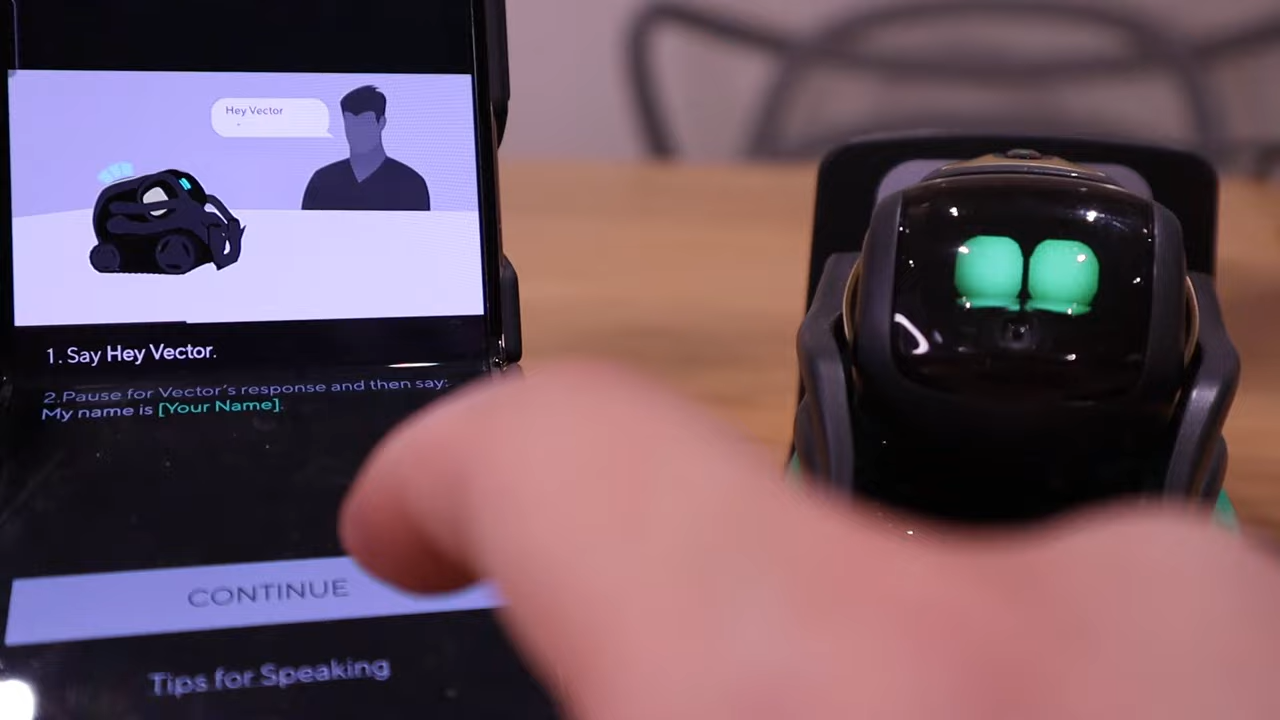 Hey Vector
1. Say Hey Vector.
2.Pause for Vector's response and then say:
My name is [Your Name].
CONTINUE
Tips for Speaking